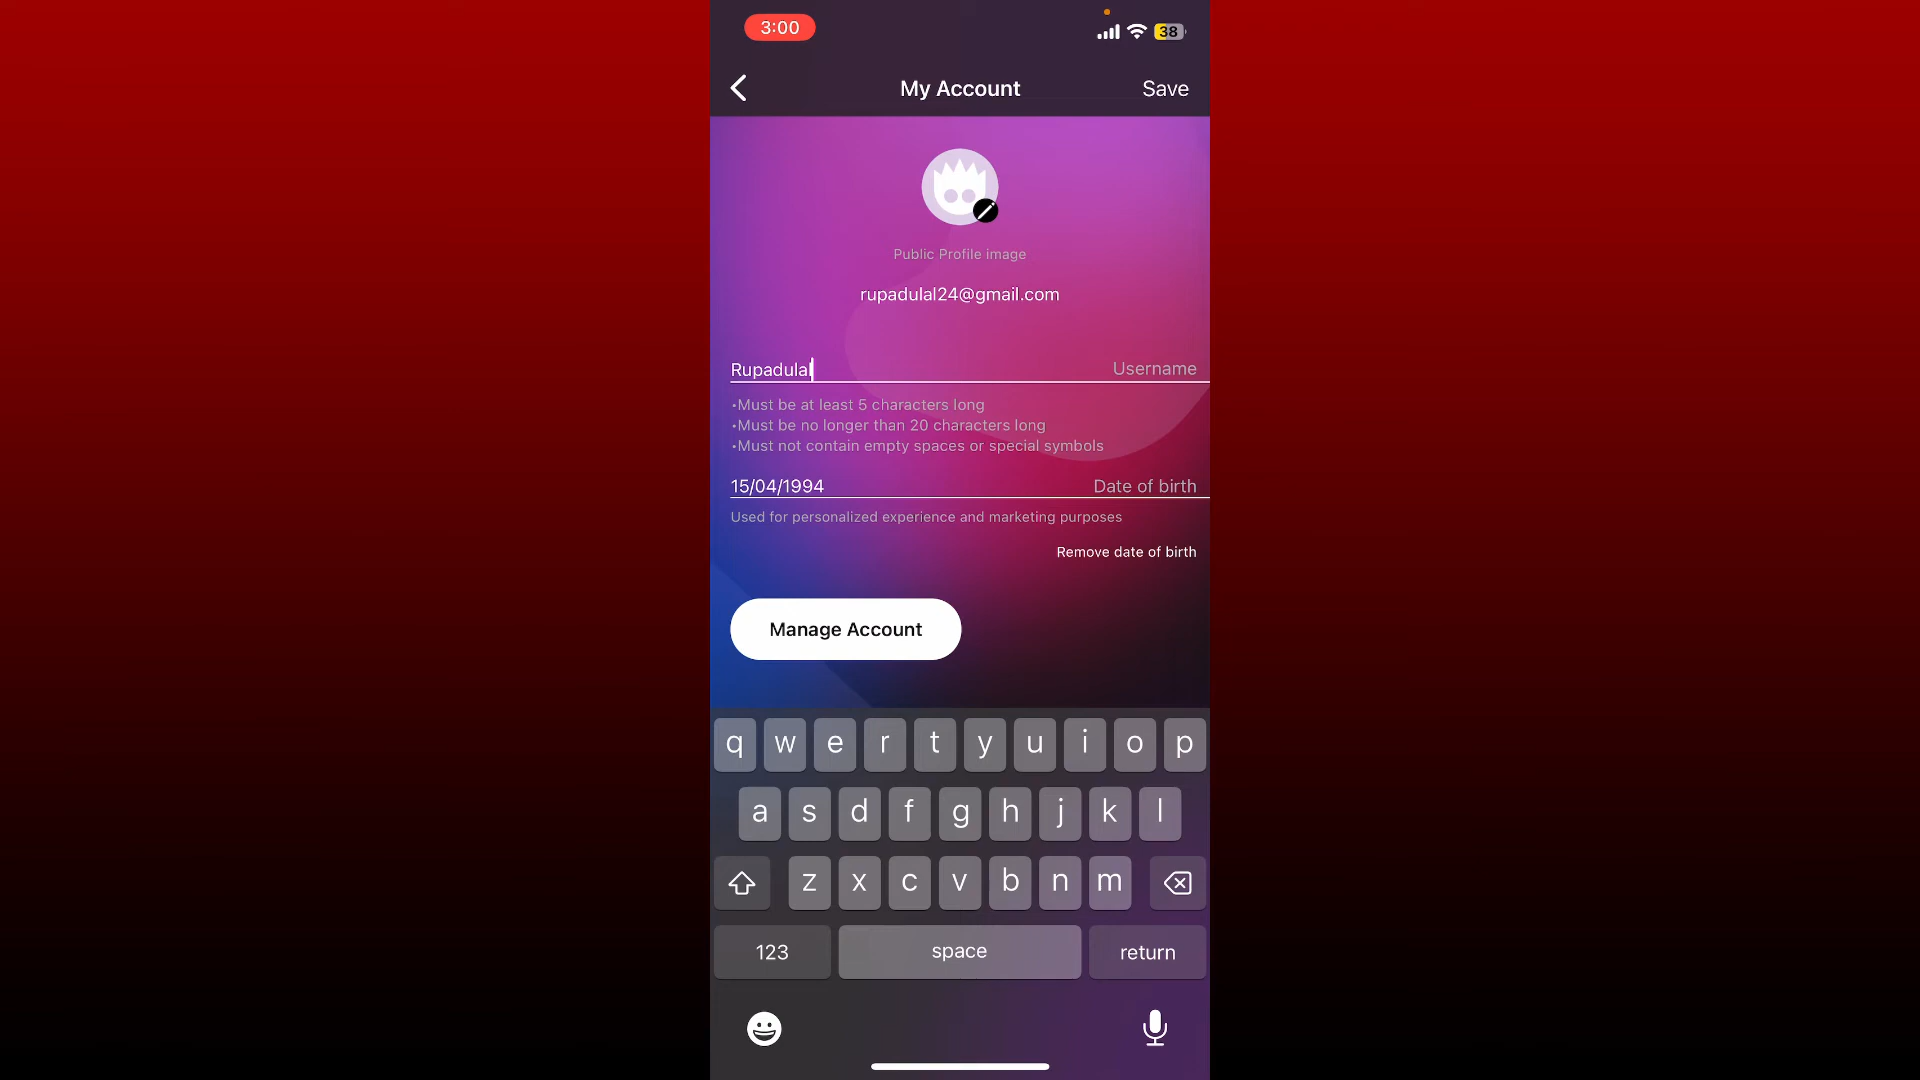 3:00
38
My Account
Save
Public Profile image
rupadulal24@gmail.com
Rupadulal
Username
•Must be at least 5 characters long
•Must be no longer than 20 characters long
•Must not contain empty spaces or special symbols
15/04/1994
Date of birth
Used for personalized experience and marketing purposes
Remove date of birth
Manage Account
q w e r t y u i o p
a s d f g h j k l
z x c v b n m
123
space
return